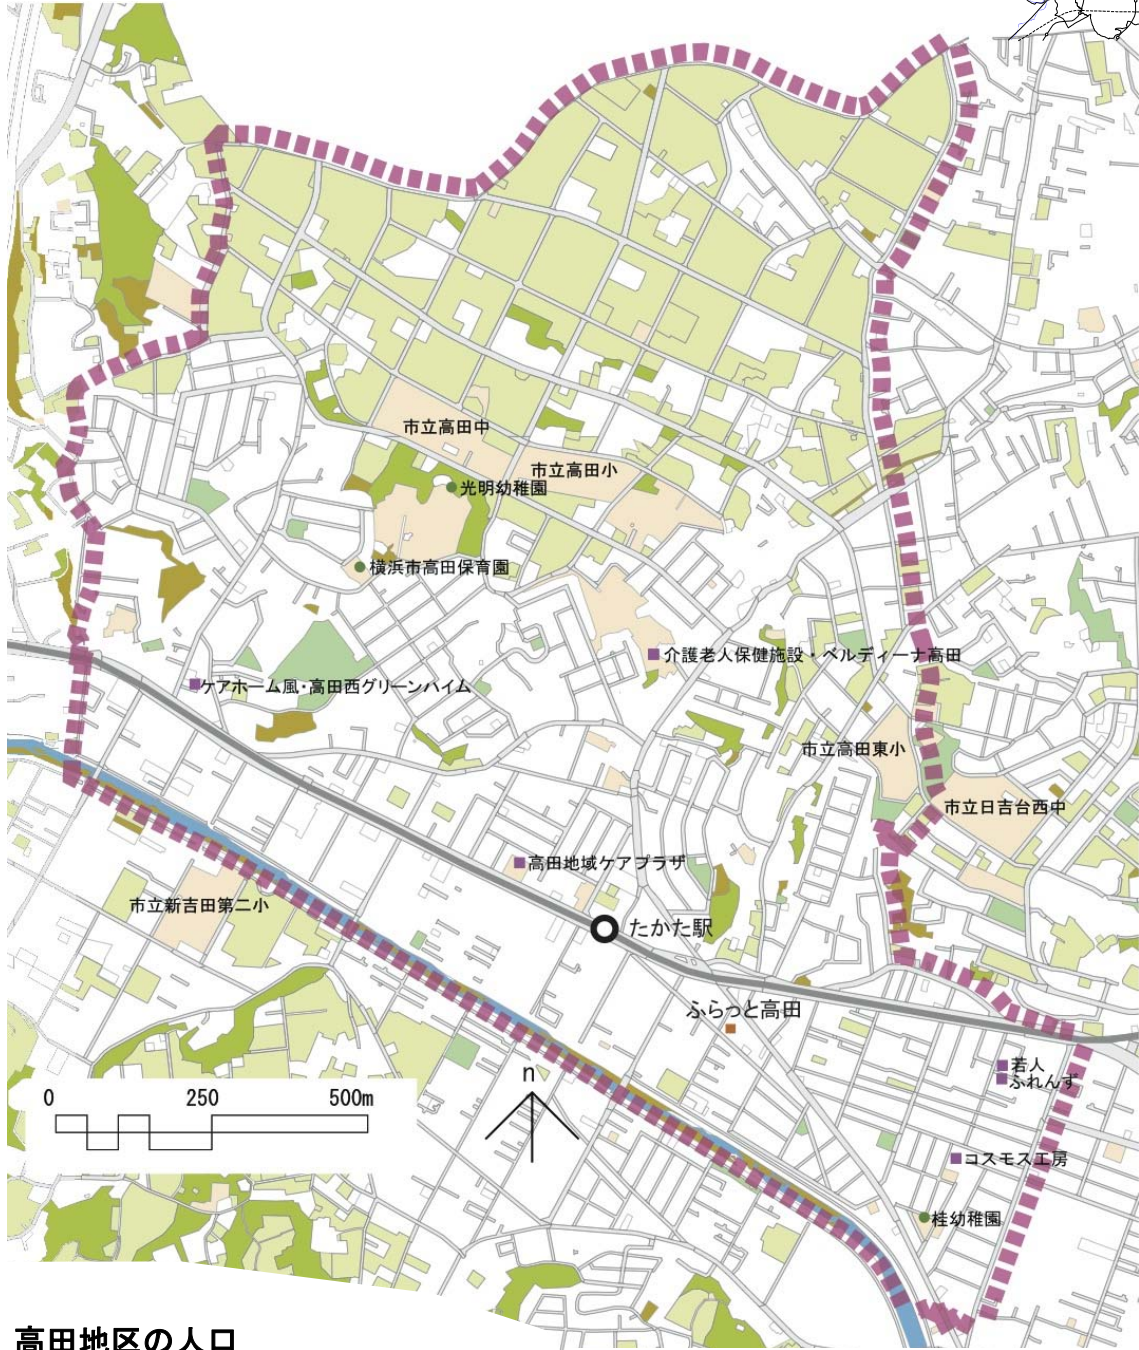 市立高田中
市立高田小
光明幼稚園
横浜市高田保育園
介護老人保健施設・ベルディーナ高田
ケアホーム風・高田西グリーンハイム
市立高田東小
市立日吉台西中
高田地域ケアプラザ
市立新吉田第二小
たかた駅
ふらっと高田
若人
ふれんず
n
0 250 500m
コスモス工房
桂幼稚園
高田地区の人口